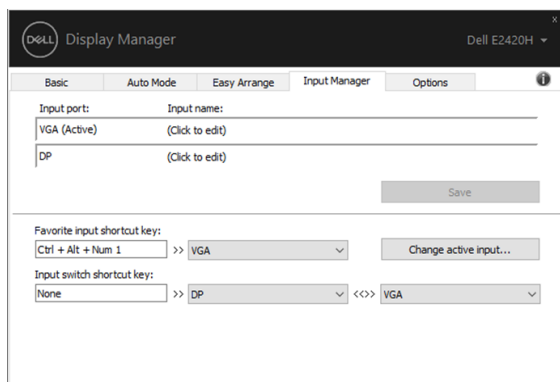 x
DELL Display Manager Dell E2420H
Basic Auto Mode Easy Arrange Input Manager Options i
Input port: Input name:
VGA (Active) (Click to edit)
DP (Click to edit)
Save
Favorite input shortcut key:
Ctrl + Alt + Num 1 >> VGA Change active input...
Input switch shortcut key:
None >> DP <<>> VGA